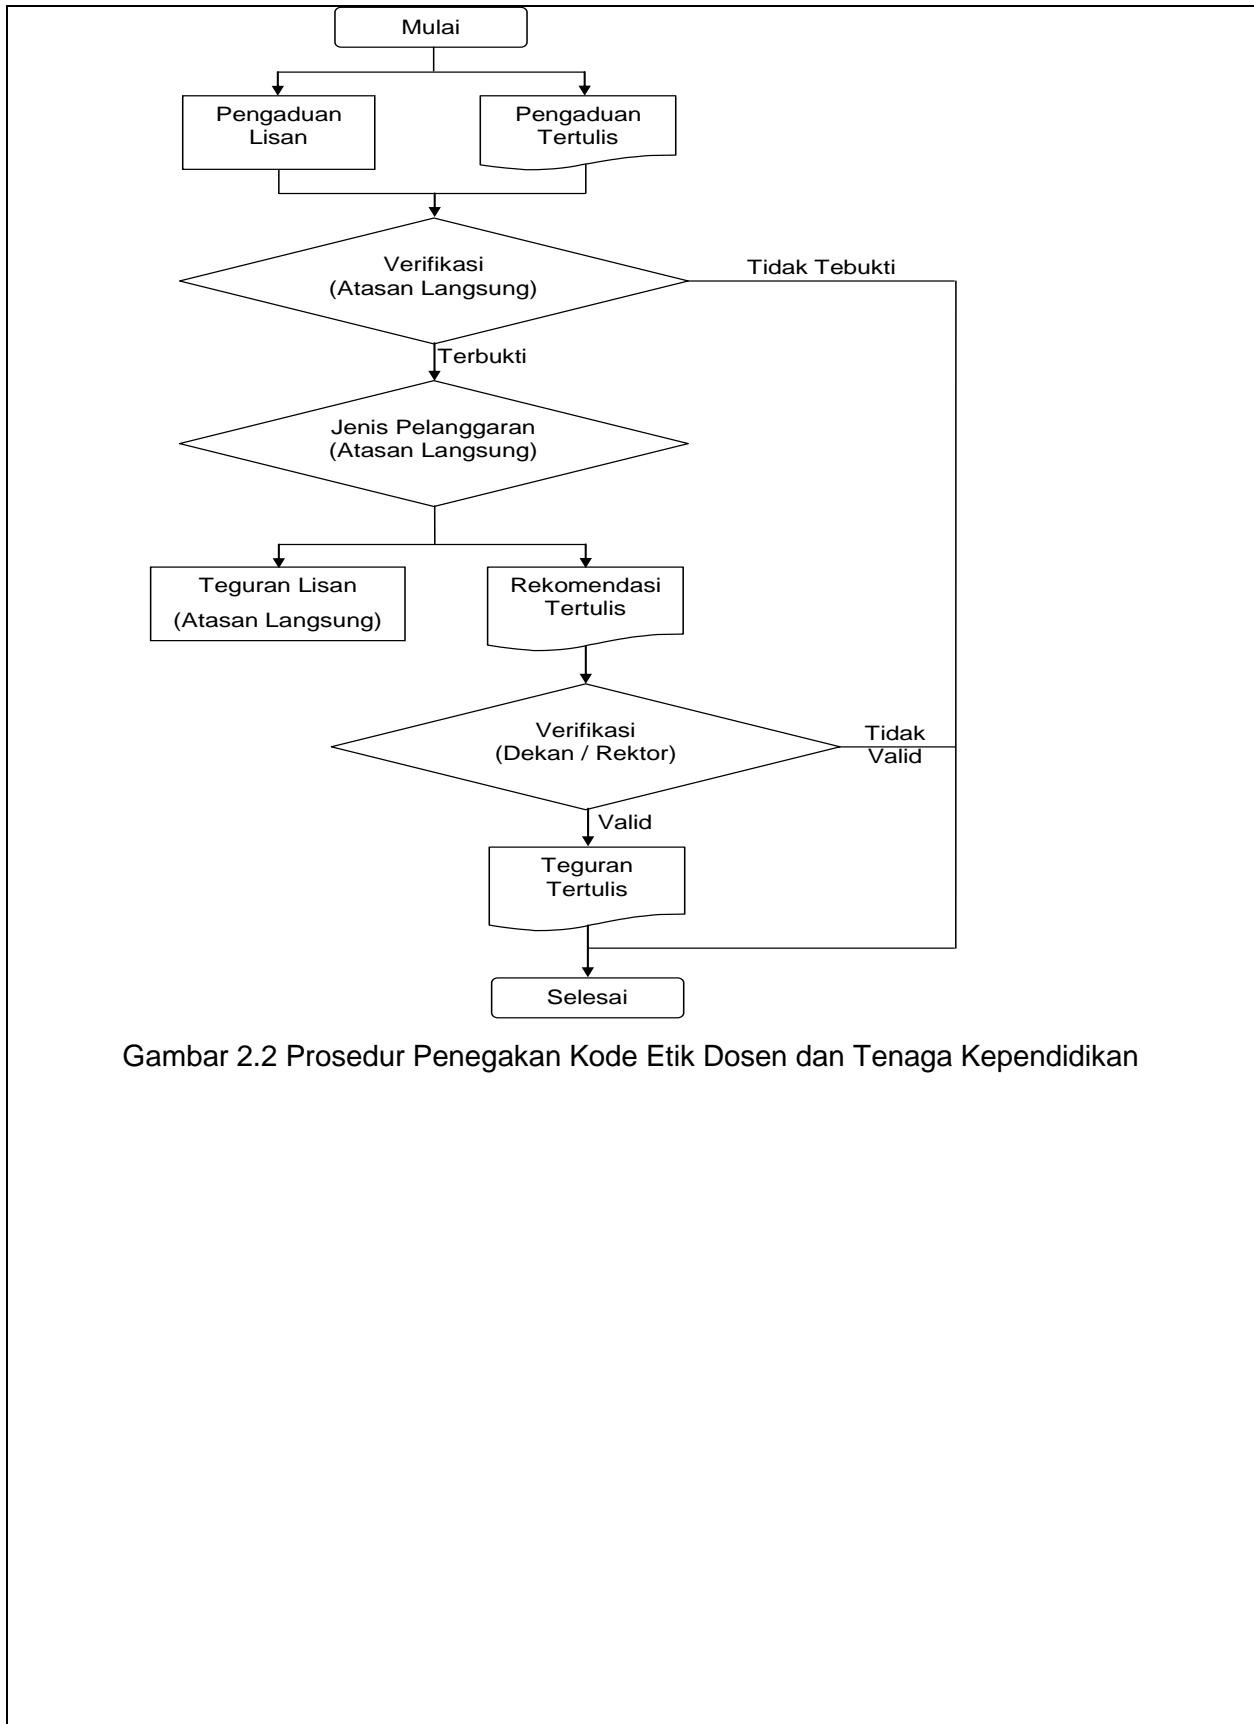 Mulai
Pengaduan
Lisan
Pengaduan
Tertulis
Verifikasi
(Atasan Langsung)
Tidak Tebukti
Terbukti
Jenis Pelanggaran
(Atasan Langsung)
Teguran Lisan
(Atasan Langsung)
Rekomendasi
Tertulis
Verifikasi
(Dekan / Rektor)
Tidak
Valid
Valid
Teguran
Tertulis
Selesai
Gambar 2.2 Prosedur Penegakan Kode Etik Dosen dan Tenaga Kependidikan